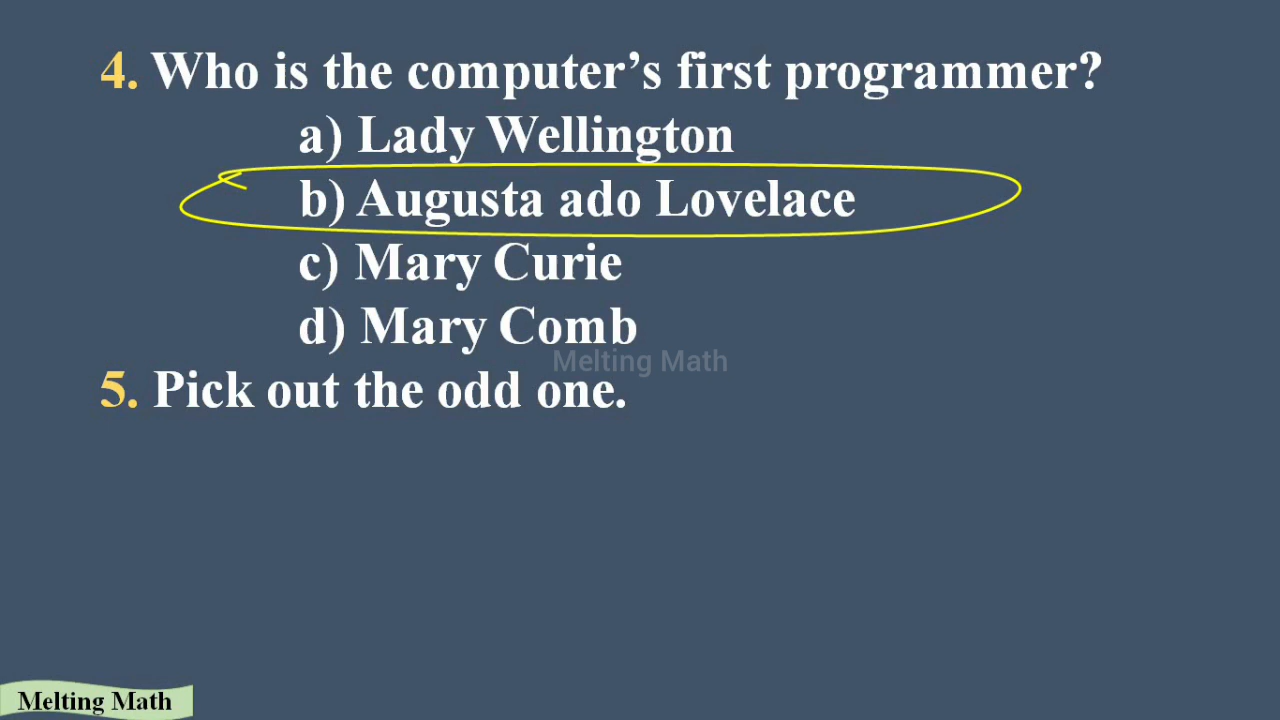 4. Who is the computer’s first programmer?
a) Lady Wellington
b) Augusta ado Lovelace
c) Mary Curie
d) Mary Comb
Melting Math
5. Pick out the odd one.
Melting Math